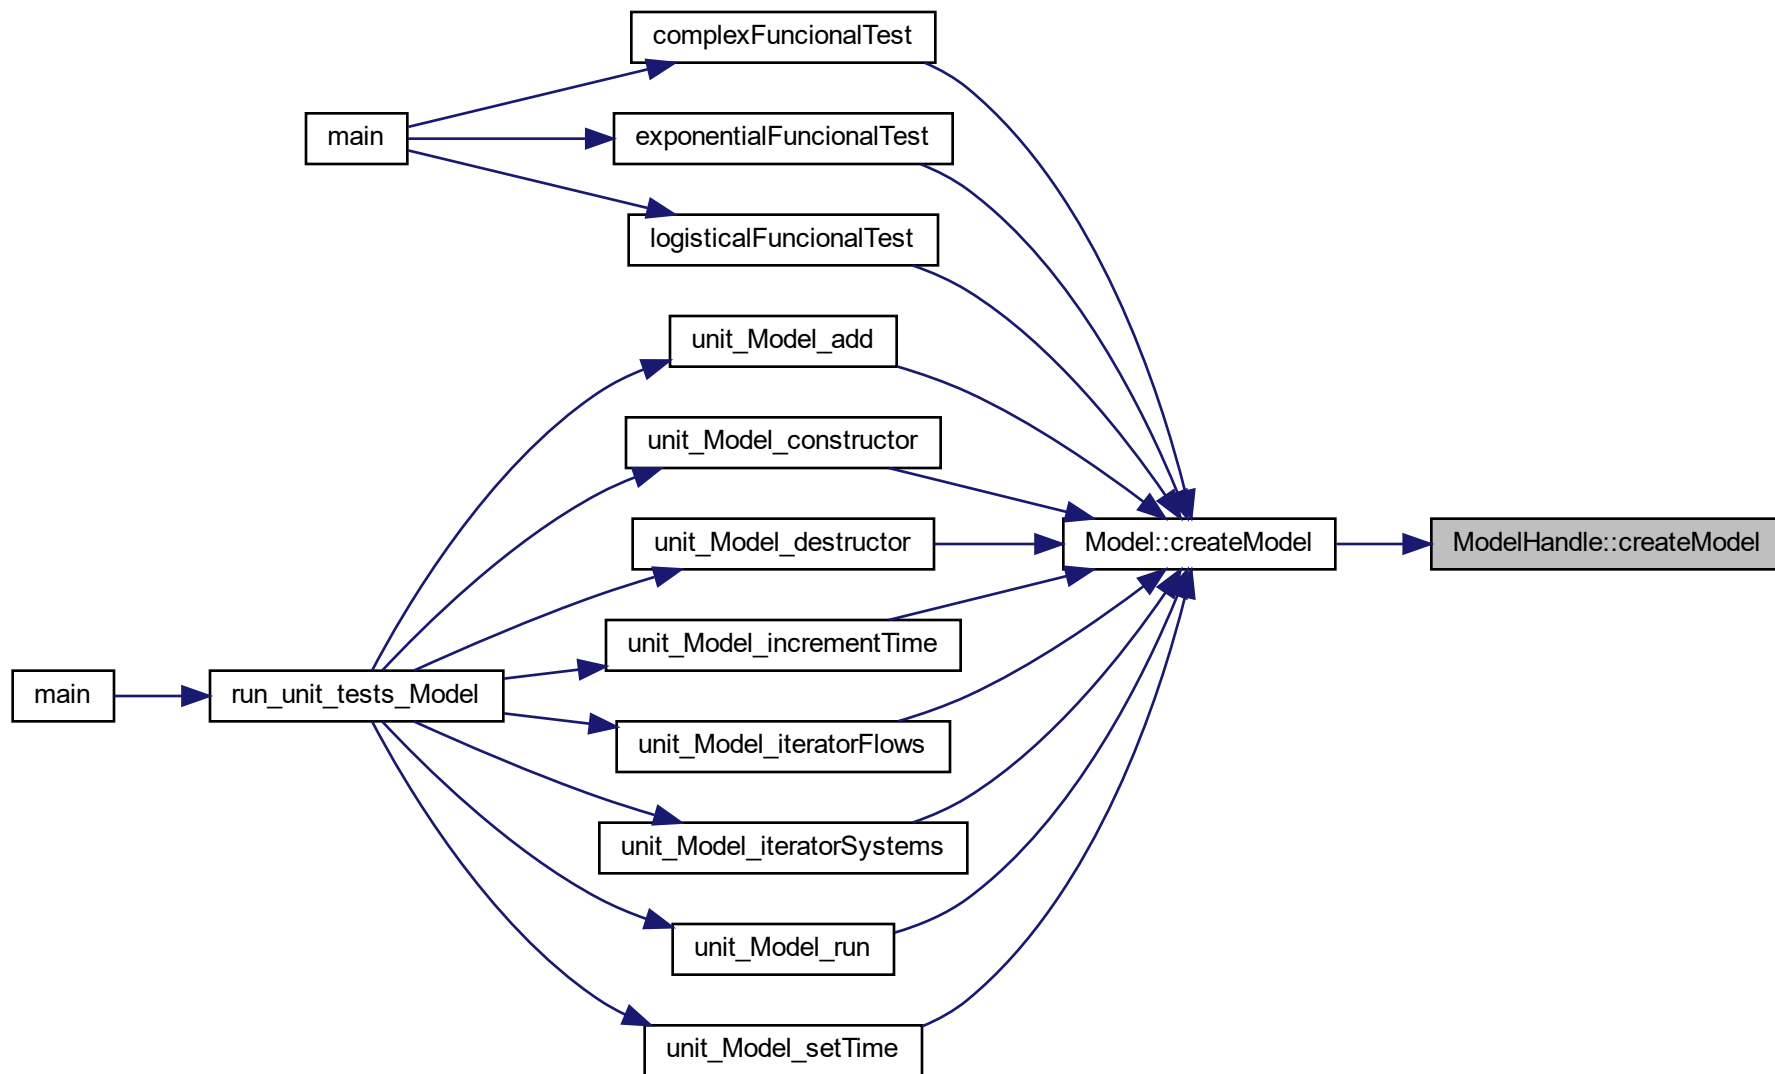 complexFuncionalTest
main
exponentialFuncionalTest
logisticalFuncionalTest
unit_Model_add
unit_Model_constructor
unit_Model_destructor
Model::createModel
ModelHandle::createModel
unit_Model_incrementTime
main
run_unit_tests_Model
unit_Model_iteratorFlows
unit_Model_iteratorSystems
unit_Model_run
unit_Model_setTime